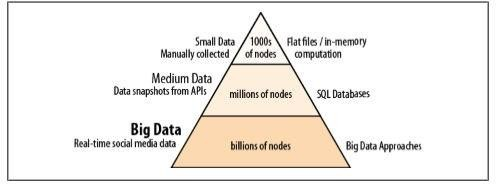 Small Data
Manually collected
1000s
of nodes
Flat files / in-memory
computation
Medium Data
Data snapshots from APIs
millions of nodes
SQL Databases
Big Data
Real-time social media data
billions of nodes
Big Data Approaches